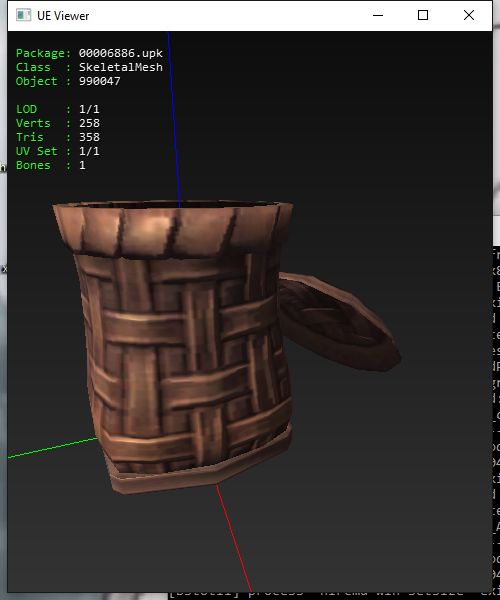 UE Viewer
Package: 00006886.upk
Class : SkeletalMesh
Object : 990047
LOD : 1/1
Verts : 258
Tris : 358
UV Set : 1/1
Bones : 1